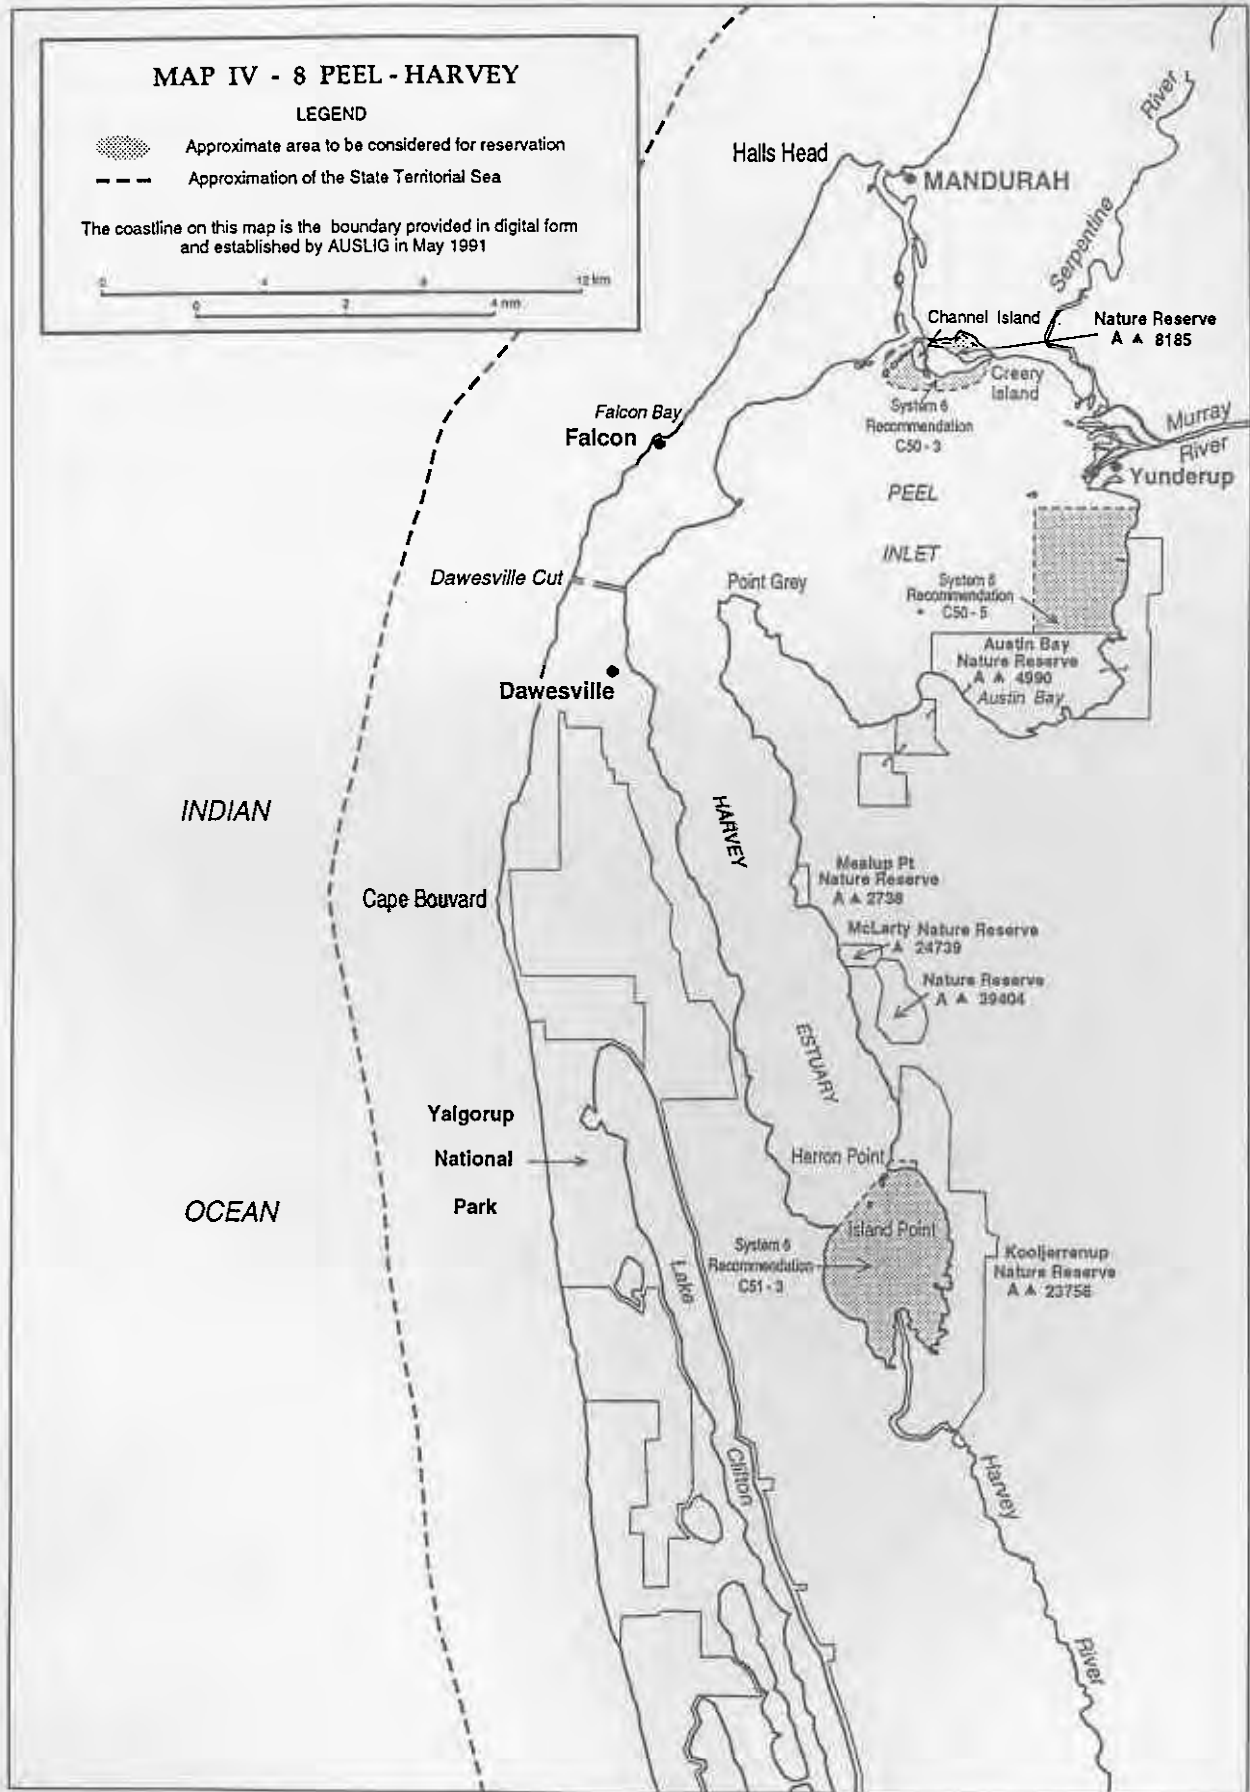 MAP IV - 8 PEEL - HARVEY
LEGEND
Approximate area to be considered for reservation
Approximation of the State Territorial Sea
The coastline on this map is the boundary provided in digital form
and established by AUSLIG in May 1991
0 4 8 12 km
0 2 4 nm
River
Serpentine
Halls Head
MANDURAH
Channel Island
Nature Reserve
A ▲ 8185
Creery
Island
System 6
Recommendation
C50 - 3
Murray
River
Yunderup
Falcon Bay
Falcon
PEEL
INLET
Dawesville Cut
Point Grey
System 6
Recommendation
C50 - 5
Austin Bay
Nature Reserve
A ▲ 4990
Austin Bay
Dawesville
INDIAN
HARVEY
Mealup Pt
Nature Reserve
A ▲ 2738
Cape Bouvard
McLarty Nature Reserve
▲ 24739
Nature Reserve
A ▲ 39404
ESTUARY
Yalgorup
National
Park
Herron Point
OCEAN
Island Point
System 6
Recommendation
C51 - 3
Kooljerrenup
Nature Reserve
A ▲ 23756
Lake
Clifton
Harvey
River